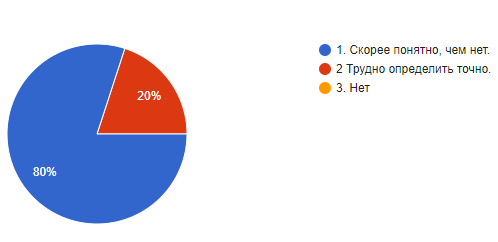 1. Скорее понятно, чем нет.
2 Трудно определить точно.
3. Нет
20%
80%